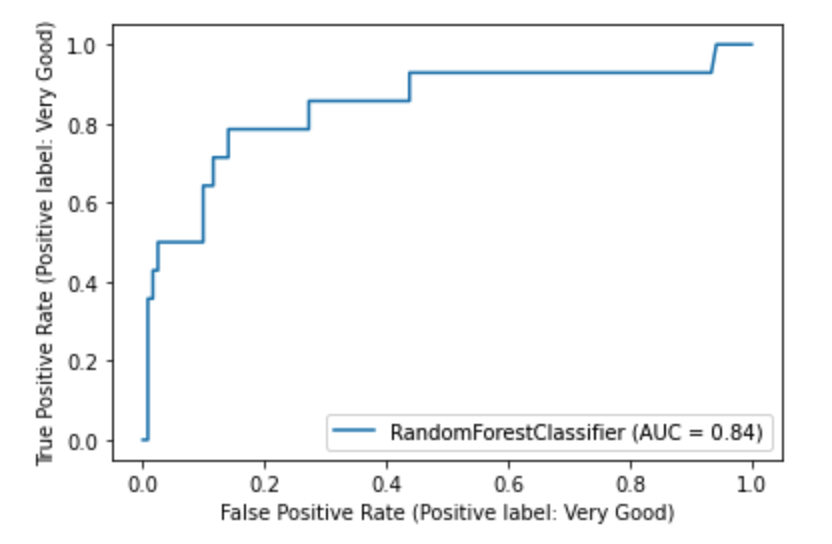 True Positive Rate (Positive label: Very Good)
1.0
0.8
0.6
0.4
0.2
0.0
RandomForestClassifier (AUC = 0.84)
0.0 0.2 0.4 0.6 0.8 1.0
False Positive Rate (Positive label: Very Good)